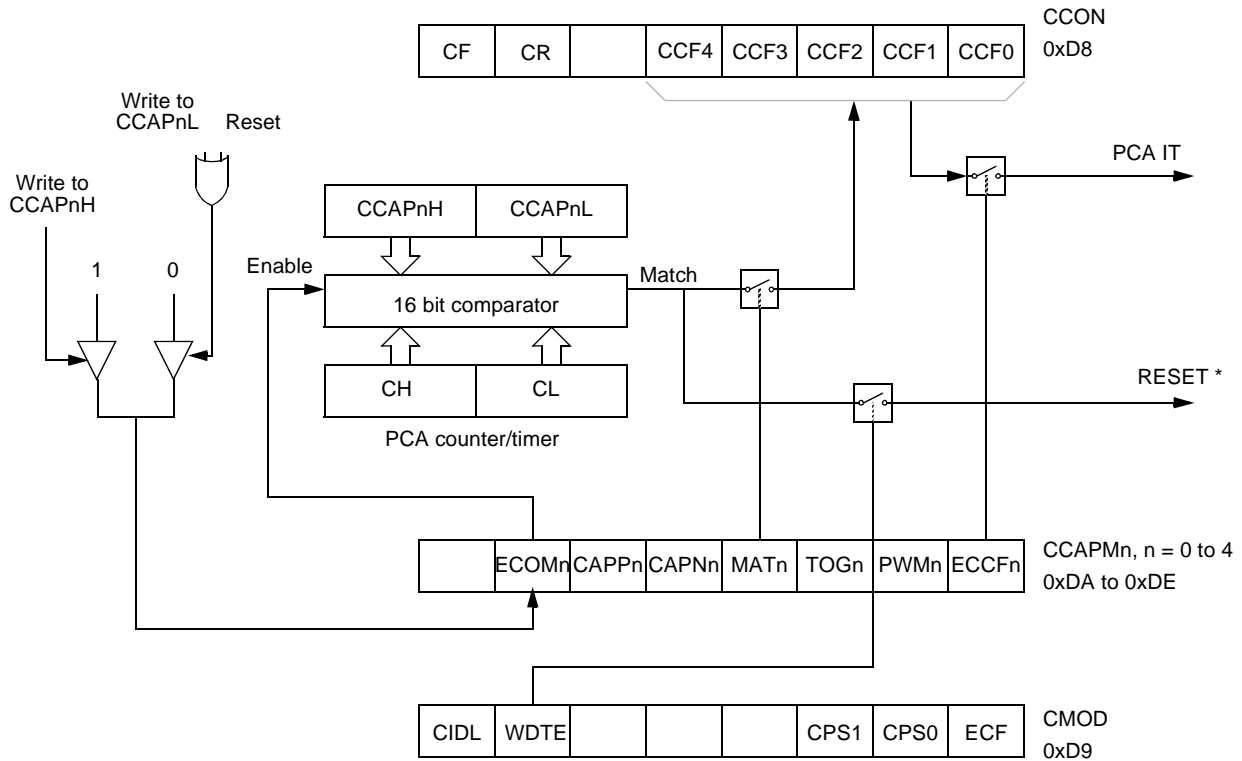 CF CR CCF4 CCF3 CCF2 CCF1 CCF0
CCON
0xD8
Write to
CCAPnL
Reset
PCA IT
Write to
CCAPnH
CCAPnH CCAPnL
1 0
Enable
16 bit comparator
Match
CH CL
PCA counter/timer
RESET *
ECOMn CAPPn CAPNn MATn TOGn PWMn ECCFn
CCAPMn, n = 0 to 4
0xDA to 0xDE
CIDL WDTE CPS1 CPS0 ECF
CMOD
0xD9